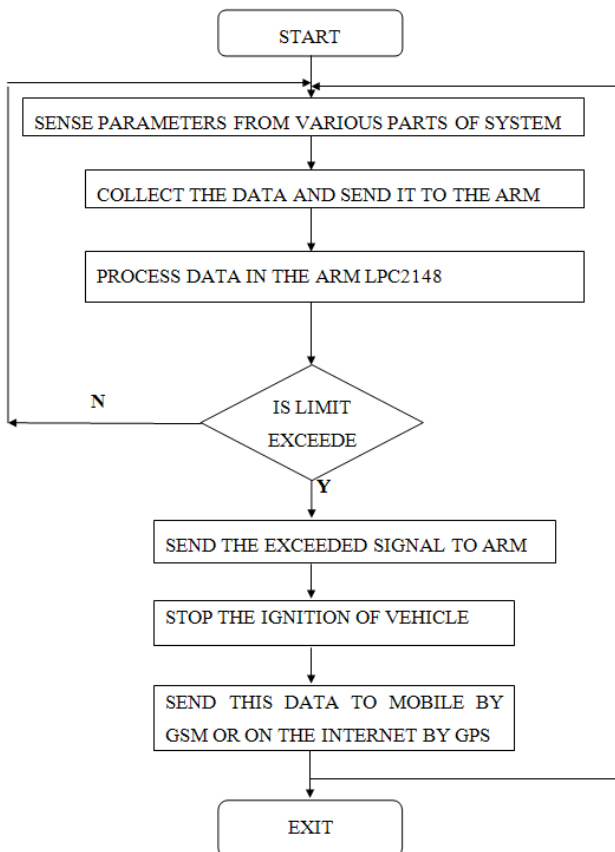 START
SENSE PARAMETERS FROM VARIOUS PARTS OF SYSTEM
COLLECT THE DATA AND SEND IT TO THE ARM
PROCESS DATA IN THE ARM LPC2148
N
IS LIMIT
EXCEEDE
Y
SEND THE EXCEEDED SIGNAL TO ARM
STOP THE IGNITION OF VEHICLE
SEND THIS DATA TO MOBILE BY
GSM OR ON THE INTERNET BY GPS
EXIT